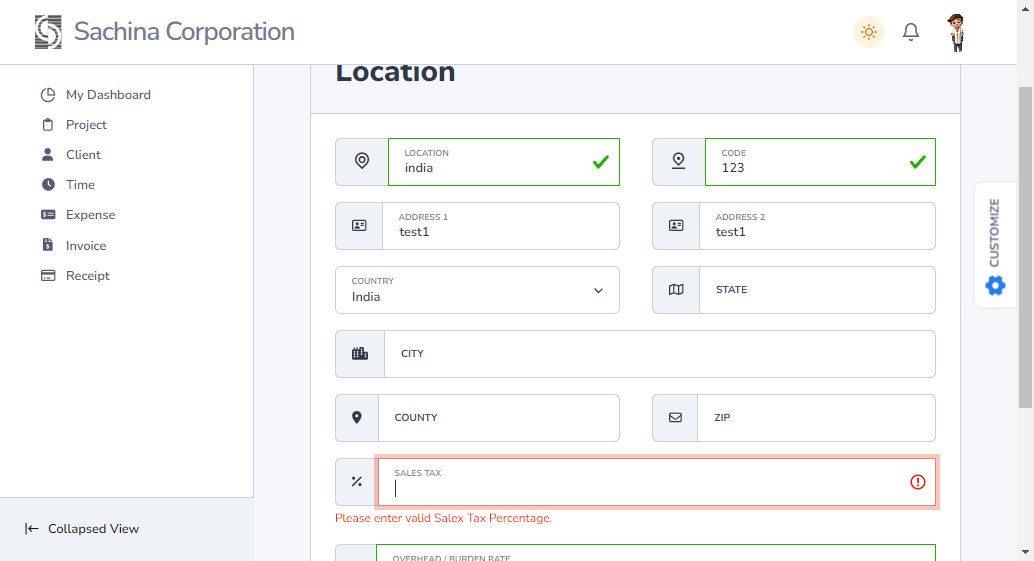 Sachina Corporation
Location
My Dashboard
Project
Client
Time
Expense
Invoice
Receipt
Collapsed View
LOCATION
india
CODE
123
ADDRESS 1
test1
ADDRESS 2
test1
COUNTRY
India
STATE
CITY
COUNTY
ZIP
SALES TAX
Please enter valid Salex Tax Percentage.
OVERHEAD / BURDEN RATE
CUSTOMIZE